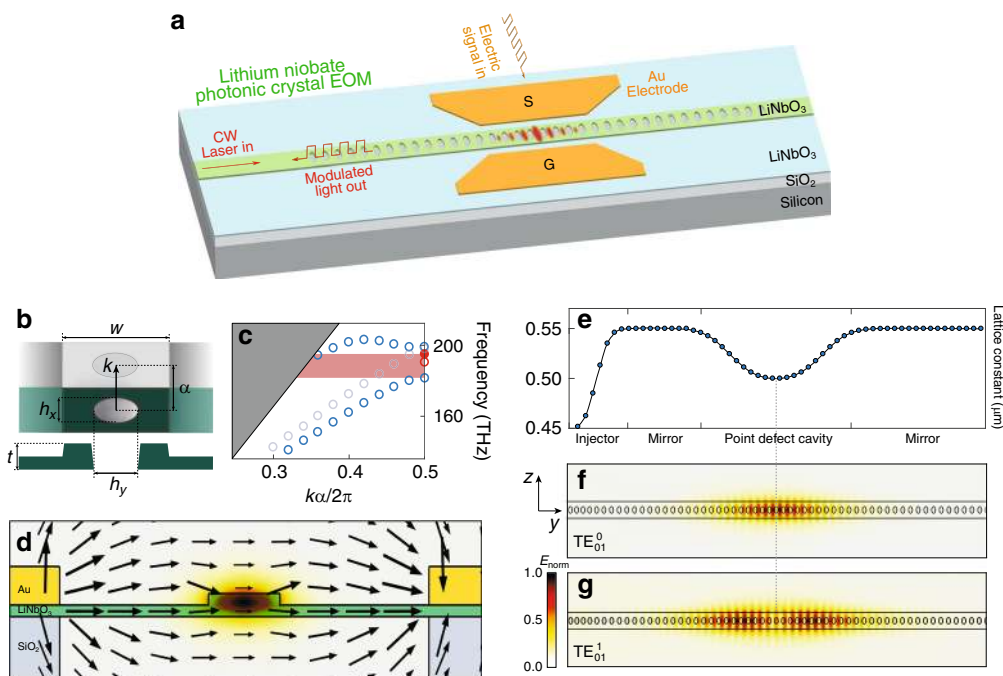 a
Lithium niobate
photonic crystal EOM
Electric
signal in
Au
Electrode
S
G
CW
Laser in
Modulated
light out
LiNbO₃
LiNbO₃
SiO₂
Silicon
b
w
k
α
hₓ
t
h_y
c
200
160
Frequency (THz)
0.3
0.4
0.5
kα/2π
d
Au
LiNbO₃
SiO₂
e
0.55
0.50
0.45
Lattice constant (μm)
Injector
Mirror
Point defect cavity
Mirror
z
y
f
TE⁰₀₁
E_norm
1.0
0.5
0.0
g
TE¹₀₁